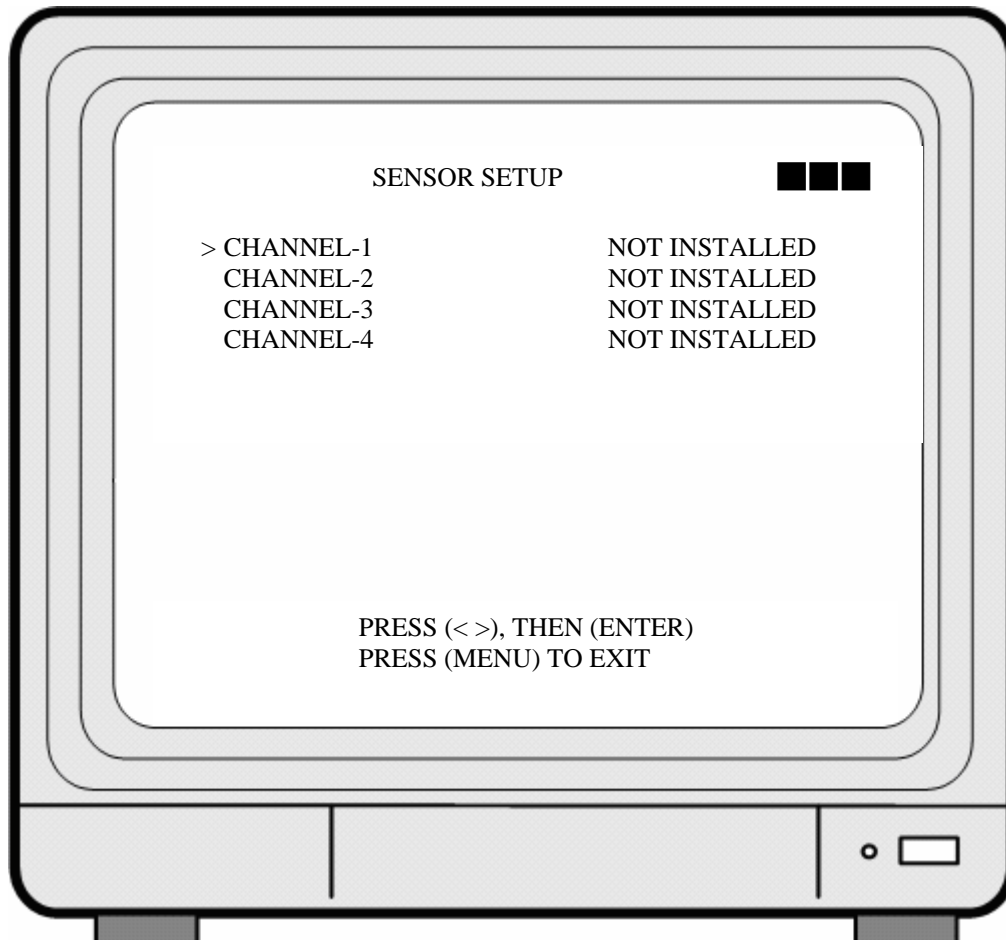 SENSOR SETUP
> CHANNEL-1 NOT INSTALLED
CHANNEL-2 NOT INSTALLED
CHANNEL-3 NOT INSTALLED
CHANNEL-4 NOT INSTALLED
PRESS (< >), THEN (ENTER)
PRESS (MENU) TO EXIT